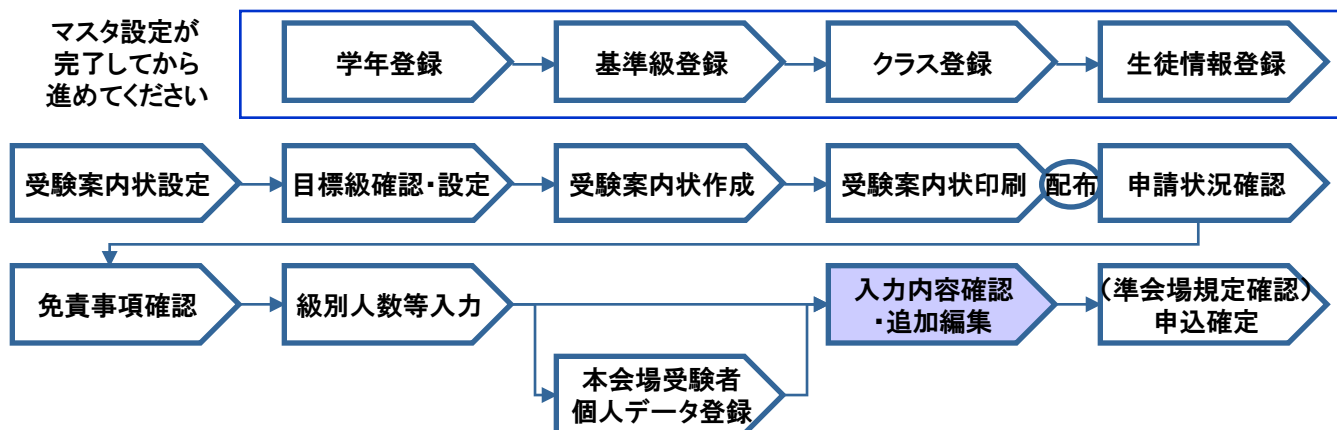 マスタ設定が
完了してから
進めてください
学年登録
基準級登録
クラス登録
生徒情報登録
受験案内状設定
目標級確認・設定
受験案内状作成
受験案内状印刷
配布
申請状況確認
免責事項確認
級別人数等入力
入力内容確認
・追加編集
（準会場規定確認）
申込確定
本会場受験者
個人データ登録